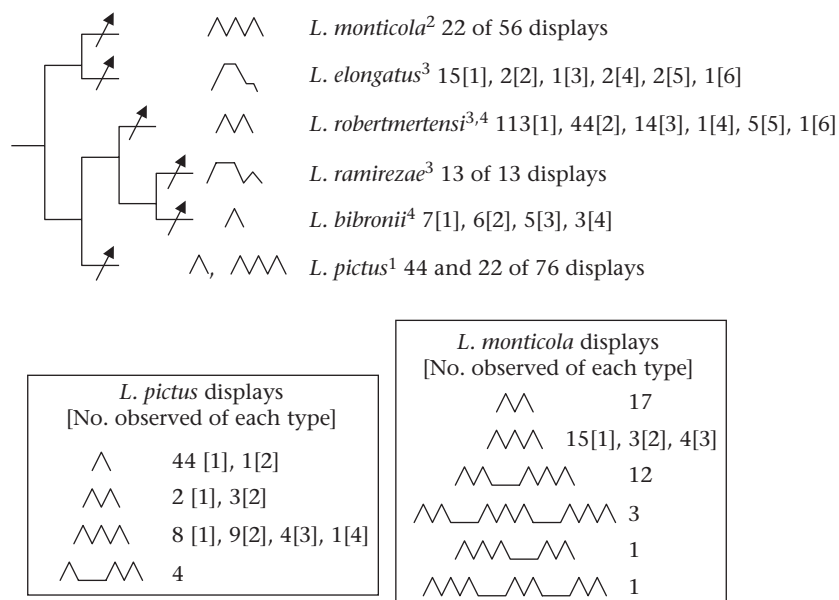 L. monticola² 22 of 56 displays
L. elongatus³ 15[1], 2[2], 1[3], 2[4], 2[5], 1[6]
L. robertmertensi³,⁴ 113[1], 44[2], 14[3], 1[4], 5[5], 1[6]
L. ramirezae³ 13 of 13 displays
L. bibronii⁴ 7[1], 6[2], 5[3], 3[4]
, L. pictus¹ 44 and 22 of 76 displays
L. pictus displays
[No. observed of each type]
44 [1], 1[2]
2 [1], 3[2]
8 [1], 9[2], 4[3], 1[4]
4
L. monticola displays
[No. observed of each type]
17
15[1], 3[2], 4[3]
12
3
1
1